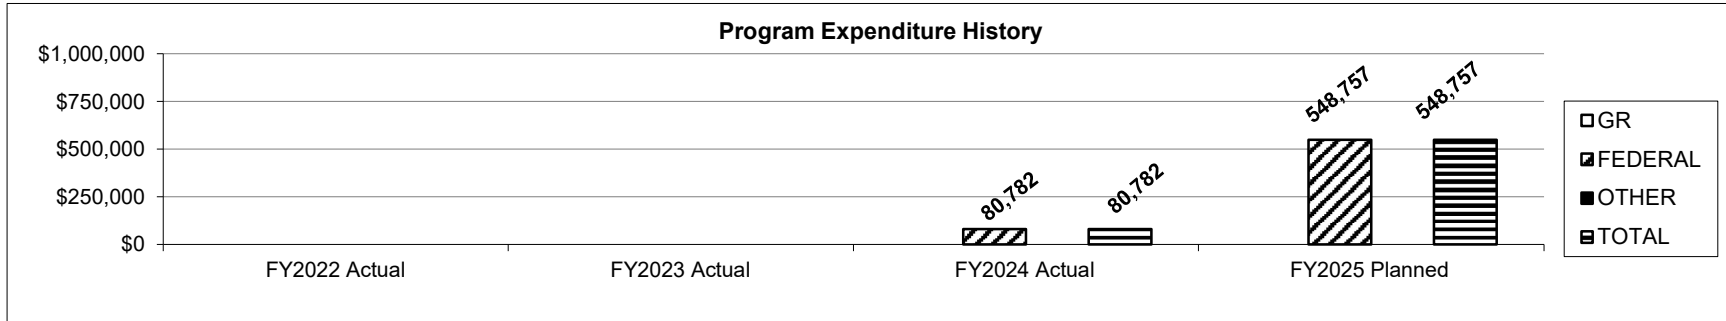 Program Expenditure History
$1,000,000
$750,000
$500,000
$250,000
$0
80,782
80,782
548,757
548,757
FY2022 Actual
FY2023 Actual
FY2024 Actual
FY2025 Planned
GR
FEDERAL
OTHER
TOTAL